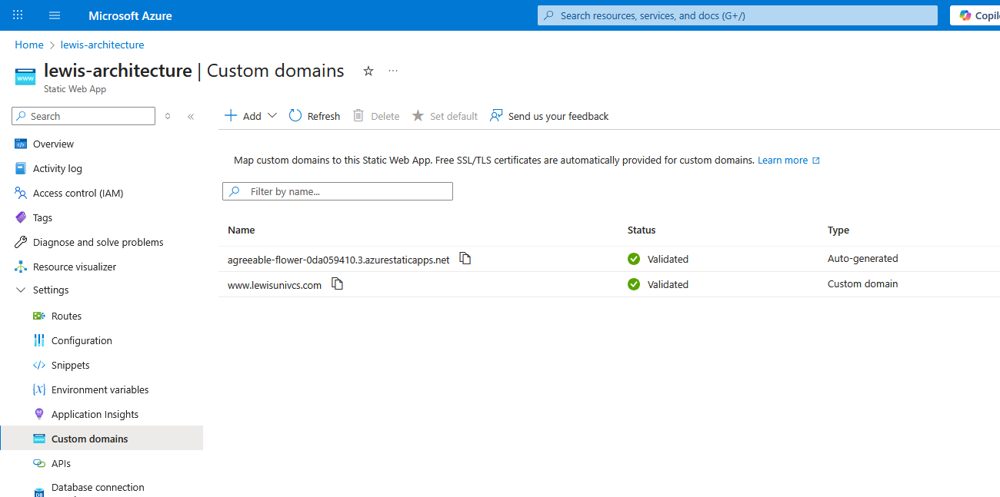 Microsoft Azure
Search resources, services, and docs (G+/)
Home > lewis-architecture
lewis-architecture | Custom domains
Static Web App
Search
Add
Refresh
Delete
Set default
Send us your feedback
Overview
Activity log
Access control (IAM)
Tags
Diagnose and solve problems
Resource visualizer
Settings
Routes
Configuration
Snippets
Environment variables
Application Insights
Custom domains
APIs
Database connection
Map custom domains to this Static Web App. Free SSL/TLS certificates are automatically provided for custom domains. Learn more
Filter by name...
Name Status Type
agreeable-flower-0da059410.3.azurestaticapps.net Validated Auto-generated
www.lewisunivcs.com Validated Custom domain